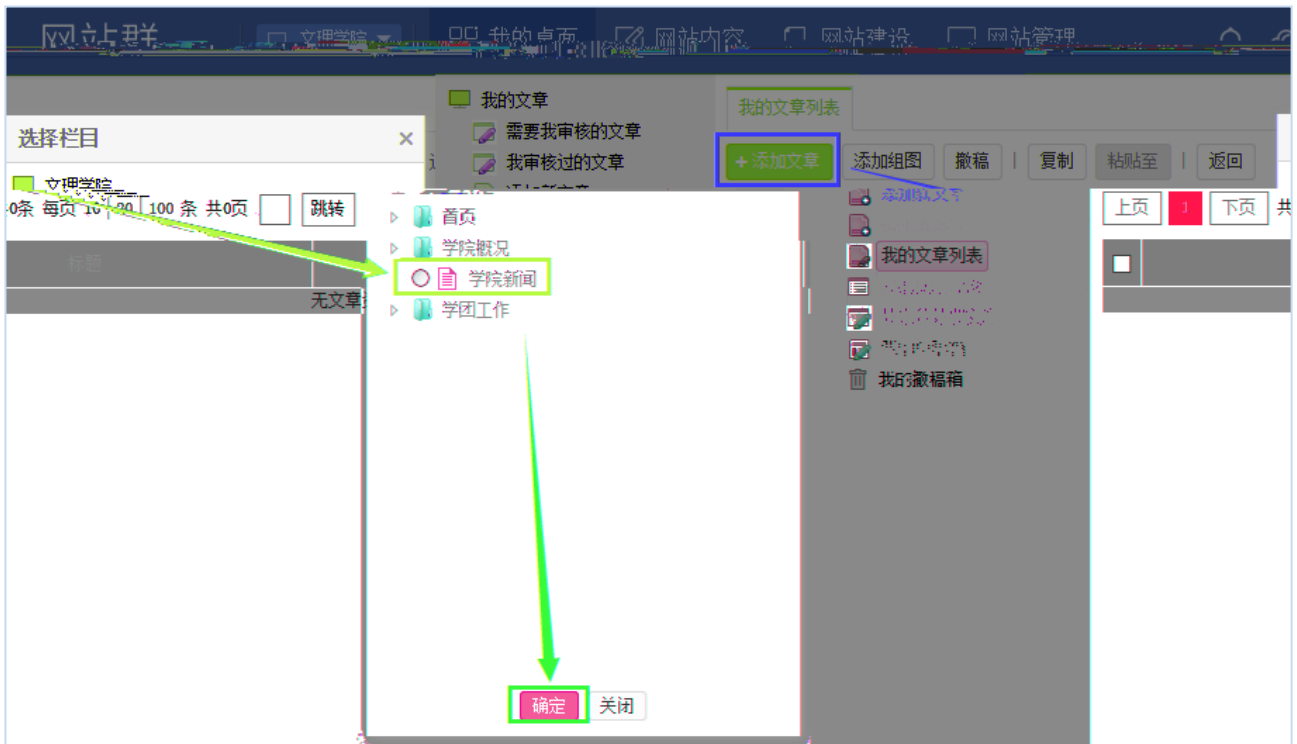 网站群 文理学院 我的桌面 网站内容 网站建设 网站管理
我的文章
需要我审核的文章
我审核过的文章
我的文章列表
+添加文章 添加组图 撤稿 | 复制 粘贴至 | 返回
选择栏目 ×
文理学院
0条 每页 10 | 20 | 100 条 共0页 跳转
标题
无文章
首页
学院概况
学院新闻
学团工作
确定 关闭
我的文章列表
我的撤福箱
上页 1 下页 共